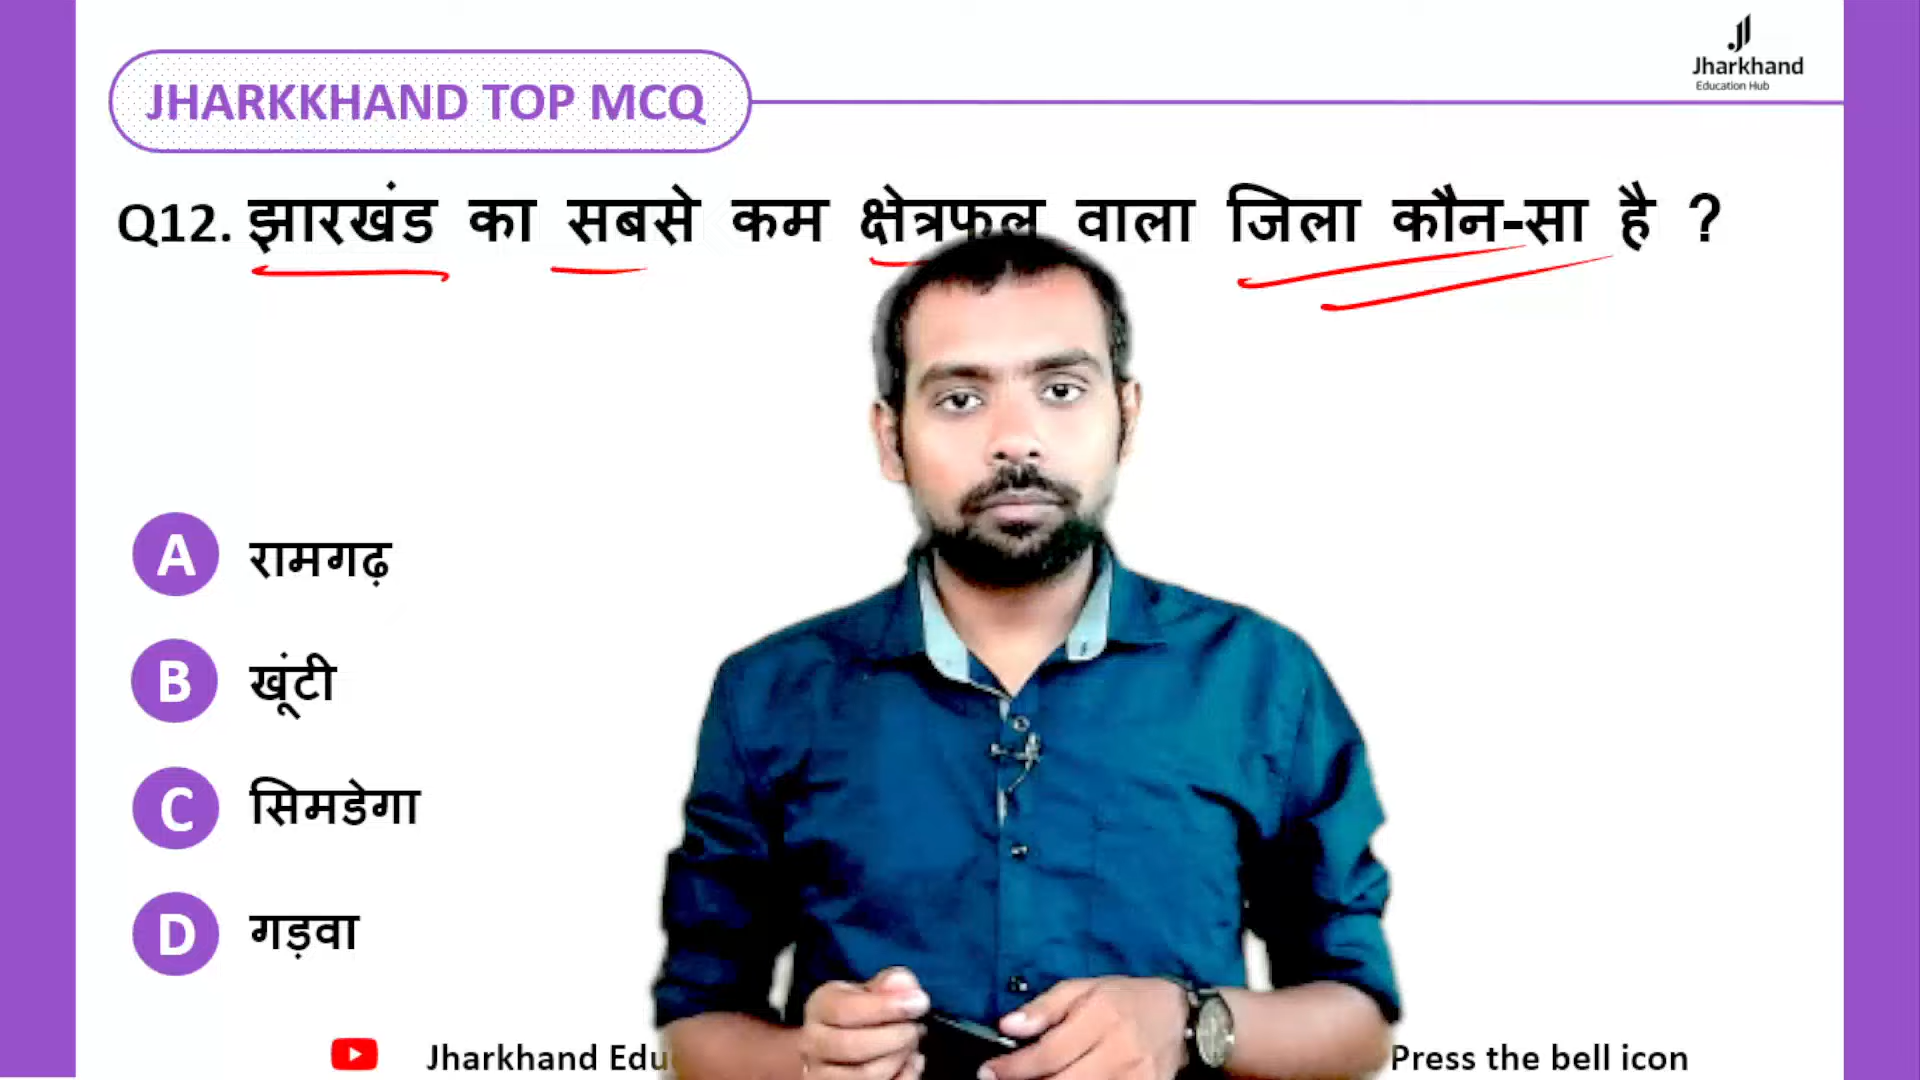 Jharkhand
Education Hub
JHARKKHAND TOP MCQ
Q12. झारखंड का सबसे कम क्षेत्रफल वाला जिला कौन-सा है ?
A रामगढ़
B खूंटी
C सिमडेगा
D गड़वा
Jharkhand Edu
Press the bell icon